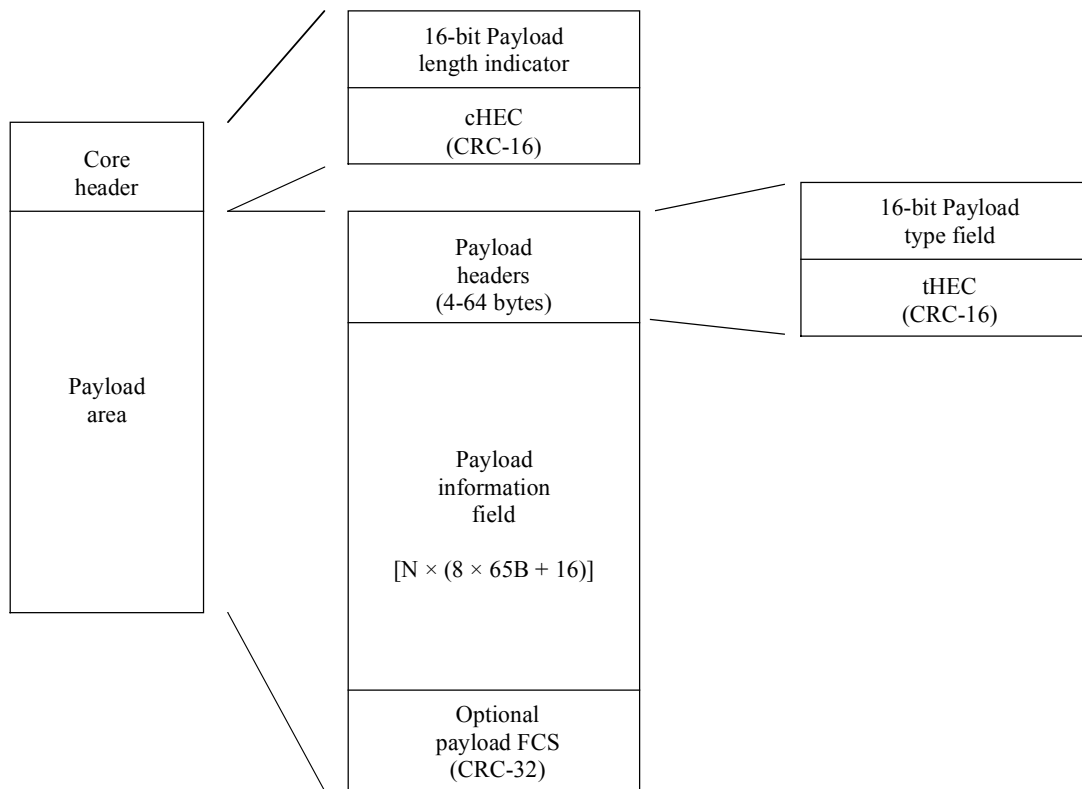 16-bit Payload
length indicator
cHEC
(CRC-16)
Core
header
Payload
area
Payload
headers
(4-64 bytes)
16-bit Payload
type field
tHEC
(CRC-16)
Payload
information
field
[N × (8 × 65B + 16)]
Optional
payload FCS
(CRC-32)